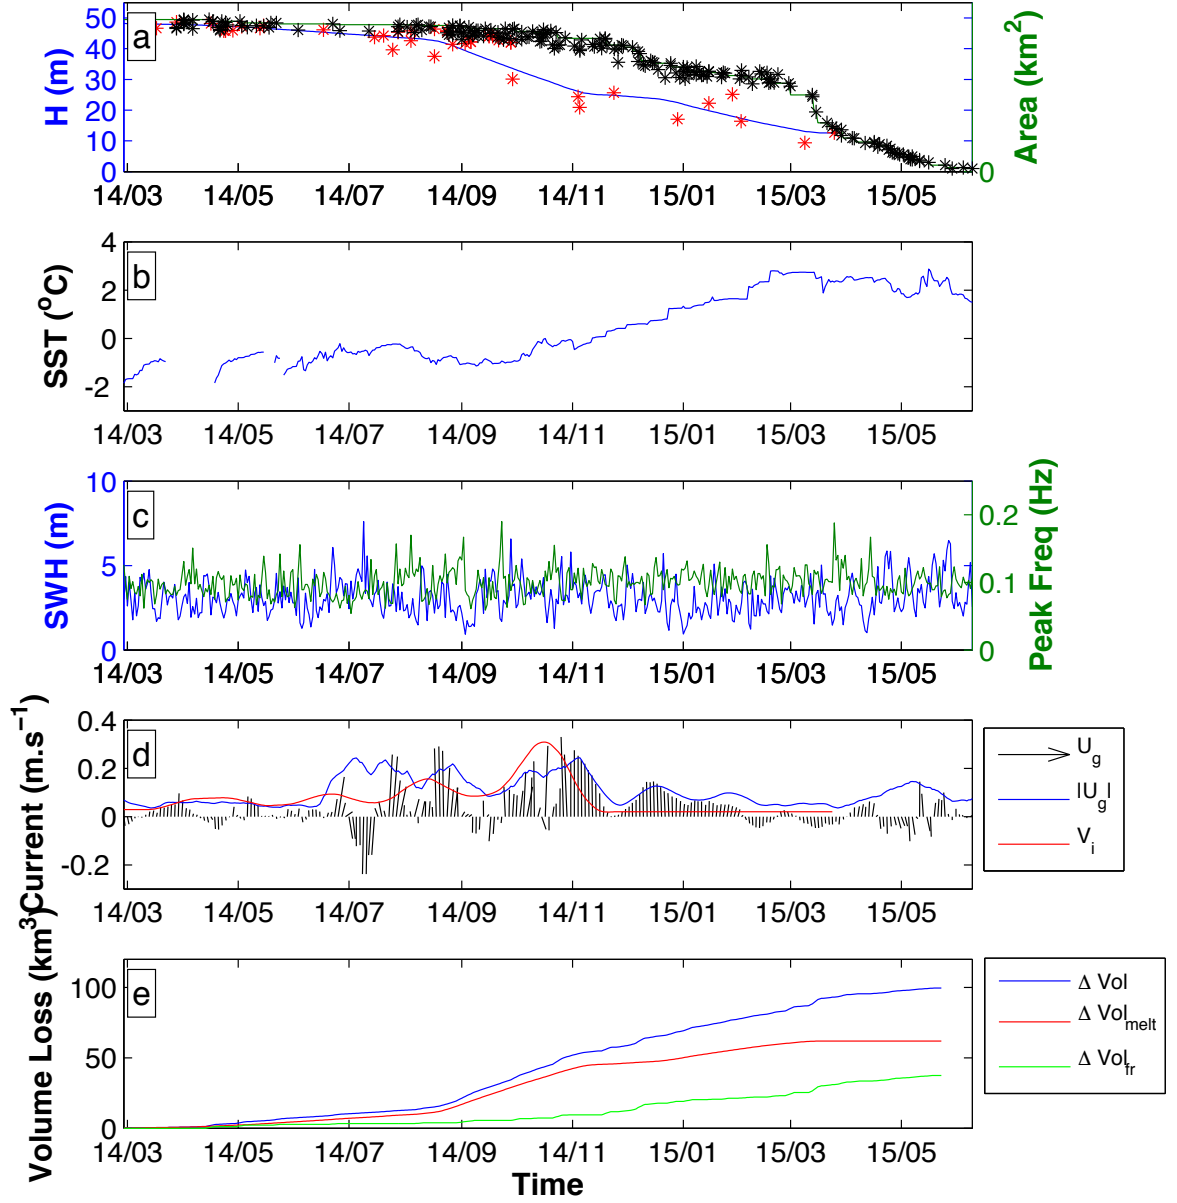 a
H (m)
50
40
30
20
10
0
Area (km2)
0
14/03 14/05 14/07 14/09 14/11 15/01 15/03 15/05
b
SST (oC)
4
2
0
-2
14/03 14/05 14/07 14/09 14/11 15/01 15/03 15/05
c
SWH (m)
10
5
0
Peak Freq (Hz)
0.2
0.1
0
14/03 14/05 14/07 14/09 14/11 15/01 15/03 15/05
d
Current (m.s−1)
0.4
0.2
0
-0.2
Ug
|Ug|
Vi
14/03 14/05 14/07 14/09 14/11 15/01 15/03 15/05
e
Volume Loss (km3)
100
50
0
Δ Vol
Δ Volmelt
Δ Volfr
14/03 14/05 14/07 14/09 14/11 15/01 15/03 15/05
Time